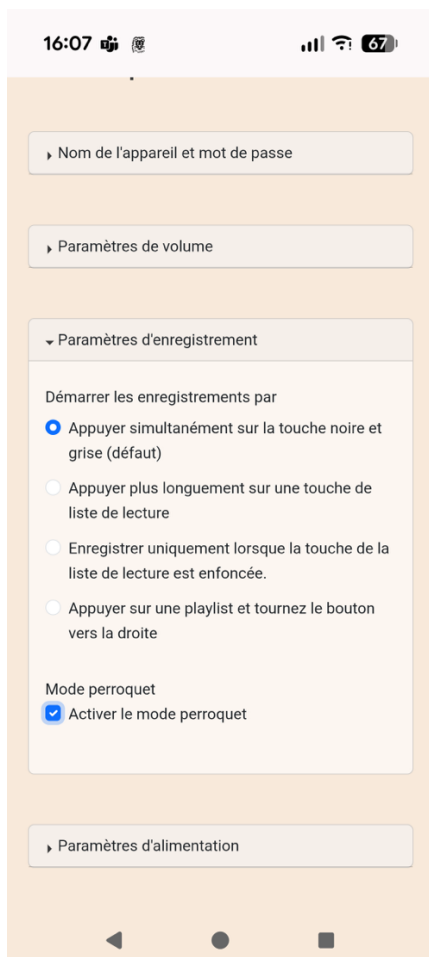 16:07
67
Nom de l'appareil et mot de passe
Paramètres de volume
Paramètres d'enregistrement
Démarrer les enregistrements par
Appuyer simultanément sur la touche noire et
grise (défaut)
Appuyer plus longuement sur une touche de
liste de lecture
Enregistrer uniquement lorsque la touche de la
liste de lecture est enfoncée.
Appuyer sur une playlist et tournez le bouton
vers la droite
Mode perroquet
Activer le mode perroquet
Paramètres d'alimentation